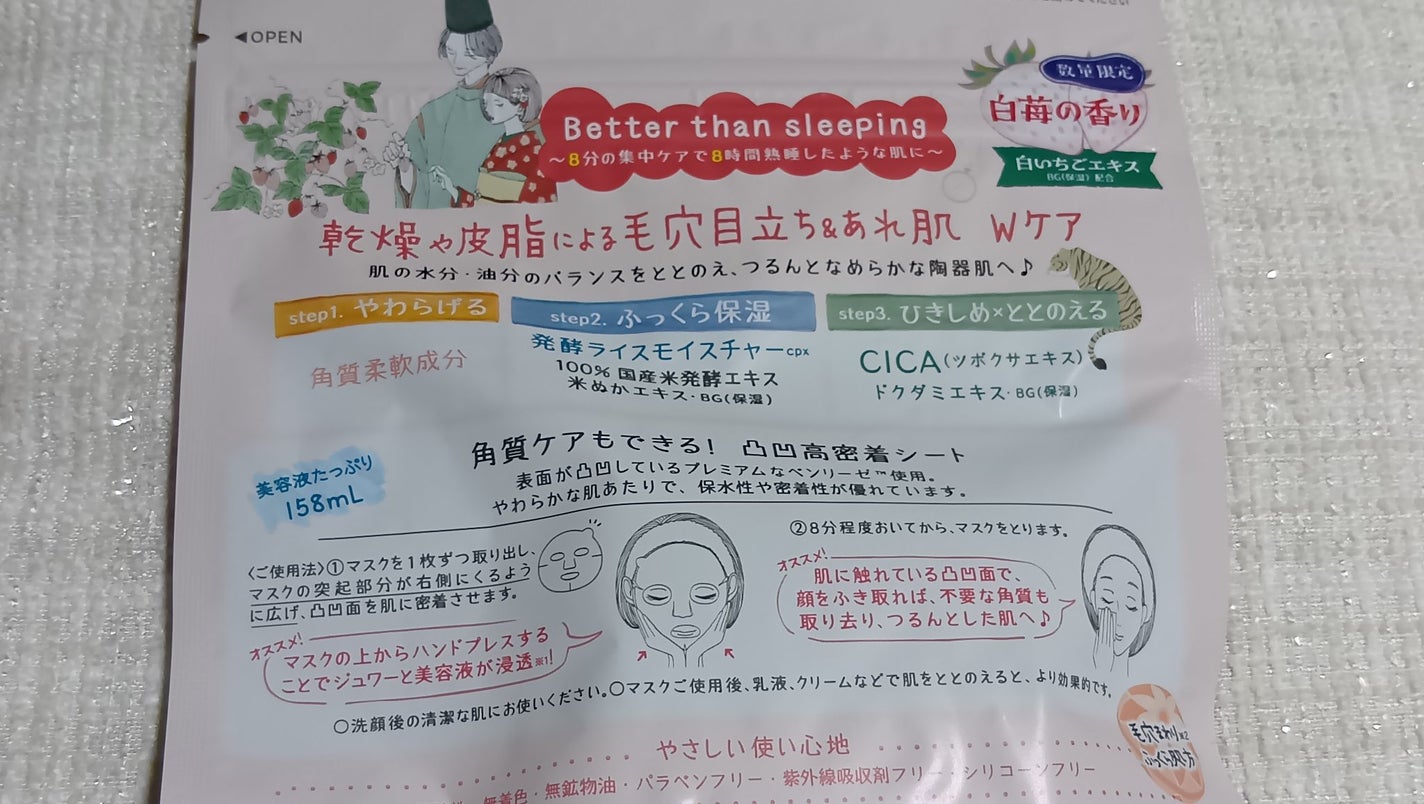 ◀OPEN
Better than sleeping
〜8分の集中ケアで8時間熟睡したような肌に〜
数量限定
白苺の香り
白いちごエキス
BG(保湿) 配合
乾燥や皮脂による毛穴目立ち&あれ肌 Wケア
肌の水分・油分のバランスをととのえ、つるんとなめらかな陶器肌へ♪
step1. やわらげる
角質柔軟成分
step2. ふっくら保湿
発酵ライスモイスチャーcpx
100%国産米発酵エキス
米ぬかエキス・BG(保湿)
step3. ひきしめ×ととのえる
CICA(ツボクサエキス)
ドクダミエキス・BG(保湿)
美容液たっぷり
158mL
角質ケアもできる! 凸凹高密着シート
表面が凸凹しているプレミアムなベンリーゼ™使用。
やわらかな肌あたりで、保水性や密着性が優れています。
〈ご使用法〉①マスクを1枚ずつ取り出し、
マスクの突起部分が右側にくるよう
に広げ、凸凹面を肌に密着させます。
オススメ!
マスクの上からハンドプレスする
ことでジュワーと美容液が浸透※1!
②8分程度おいてから、マスクをとります。
オススメ!
肌に触れている凸凹面で、
顔をふき取れば、不要な角質も
取り去り、つるんとした肌へ♪
○洗顔後の清潔な肌にお使いください。○マスクご使用後、乳液、クリームなどで肌をととのえると、より効果的です。
毛穴まわり※2
ふっくら処方
やさしい使い心地
無着色・無鉱物油・パラベンフリー・紫外線吸収剤フリー・シリコーンフリー